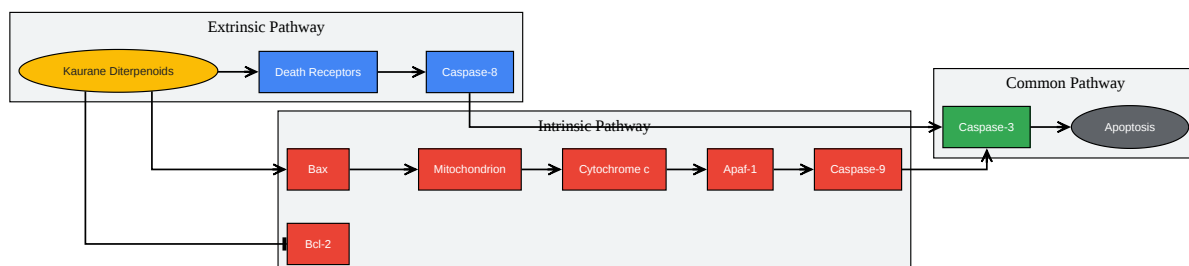 Extrinsic Pathway
Kaurane Diterpenoids
Death Receptors
Caspase-8
Common Pathway
Caspase-3
Apoptosis
Intrinsic Pathway
Bax
Mitochondrion
Cytochrome c
Apaf-1
Caspase-9
Bcl-2